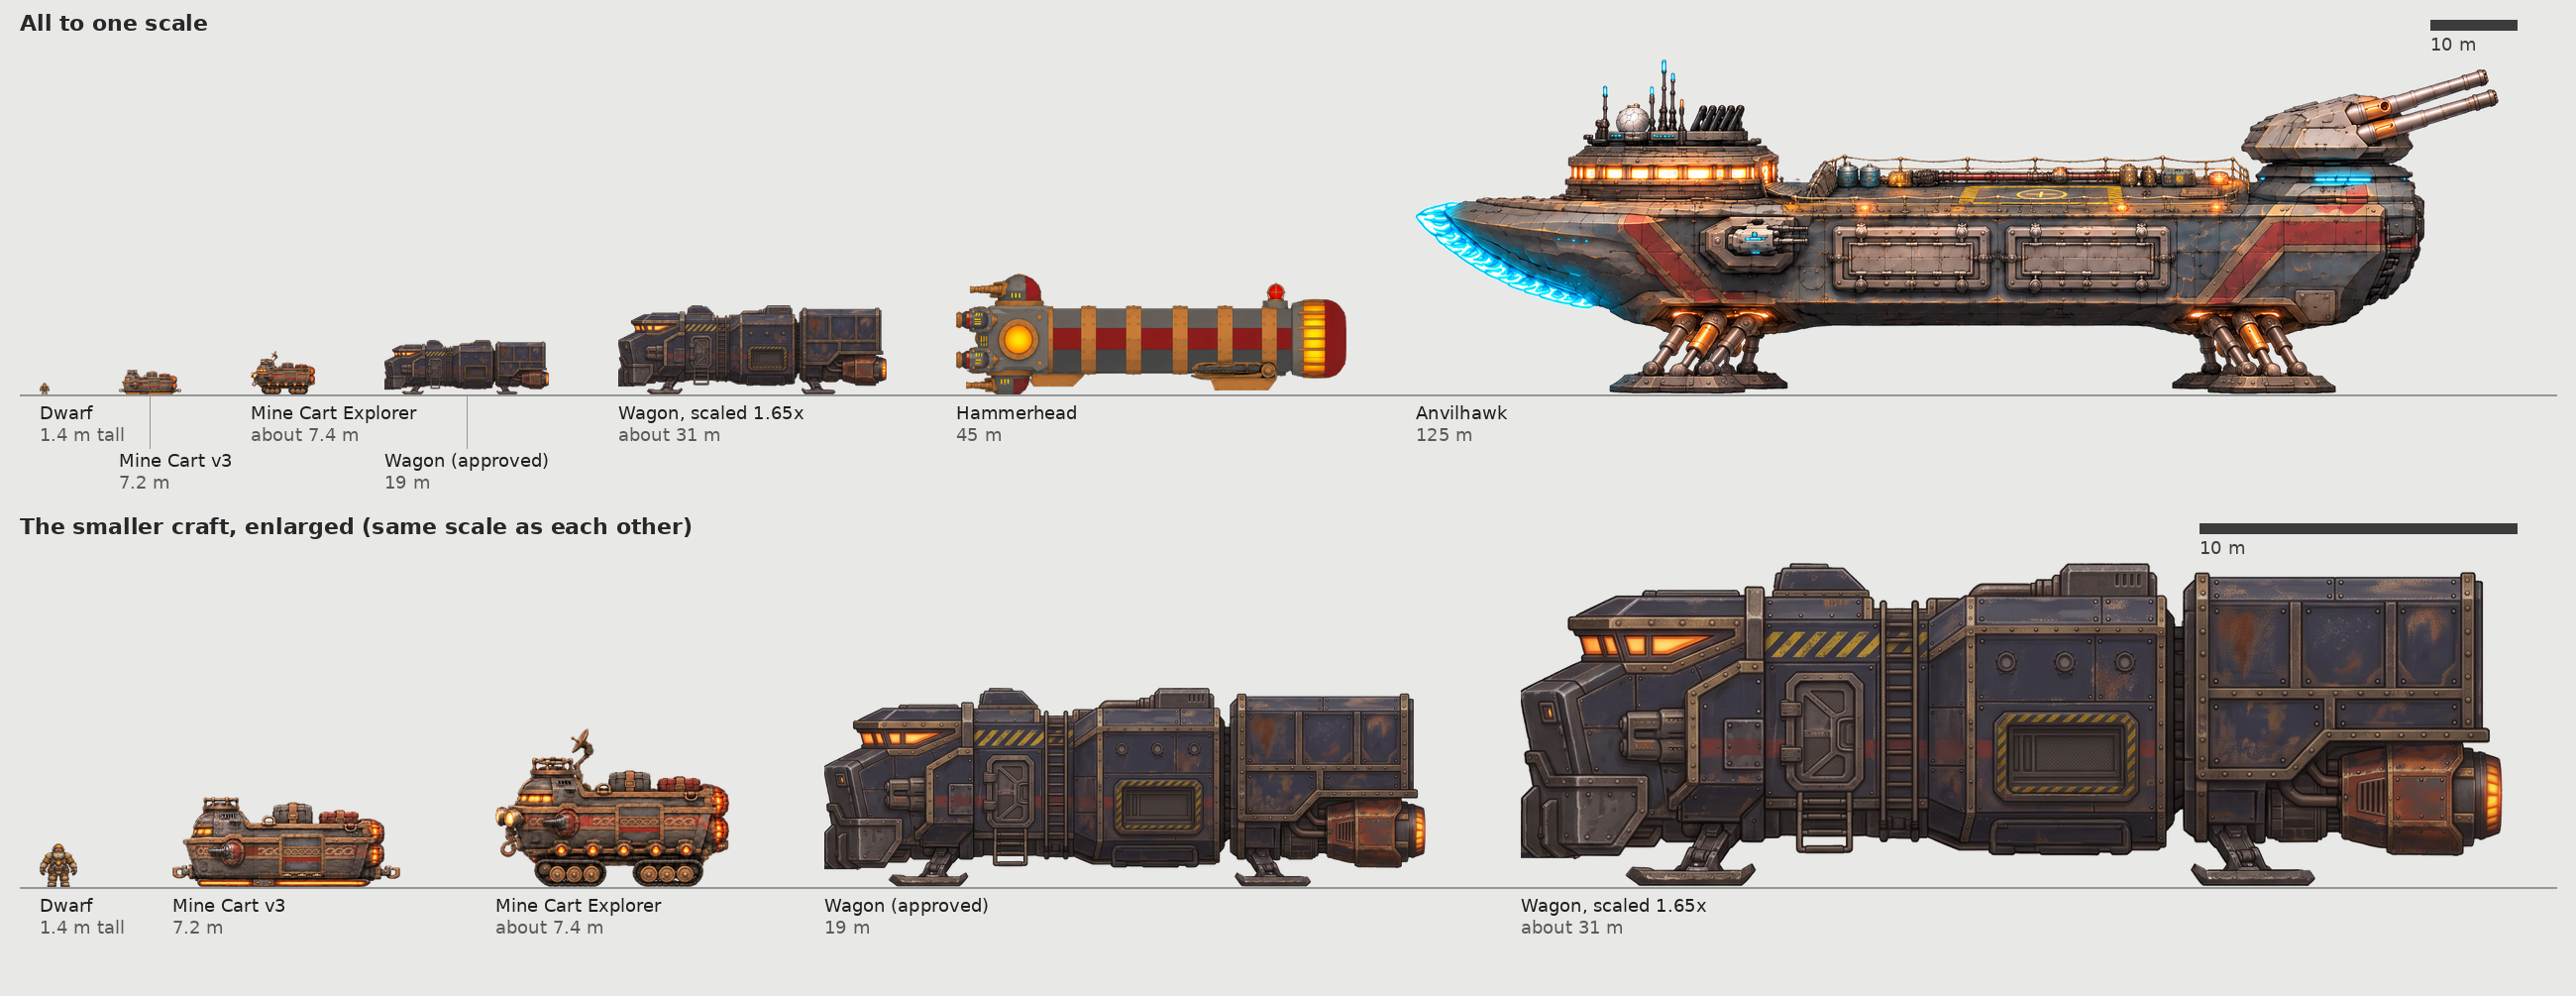 All to one scale
10 m
Dwarf
1.4 m tall
Mine Cart v3
7.2 m
Mine Cart Explorer
about 7.4 m
Wagon (approved)
19 m
Wagon, scaled 1.65x
about 31 m
Hammerhead
45 m
Anvilhawk
125 m
The smaller craft, enlarged (same scale as each other)
10 m
Dwarf
1.4 m tall
Mine Cart v3
7.2 m
Mine Cart Explorer
about 7.4 m
Wagon (approved)
19 m
Wagon, scaled 1.65x
about 31 m